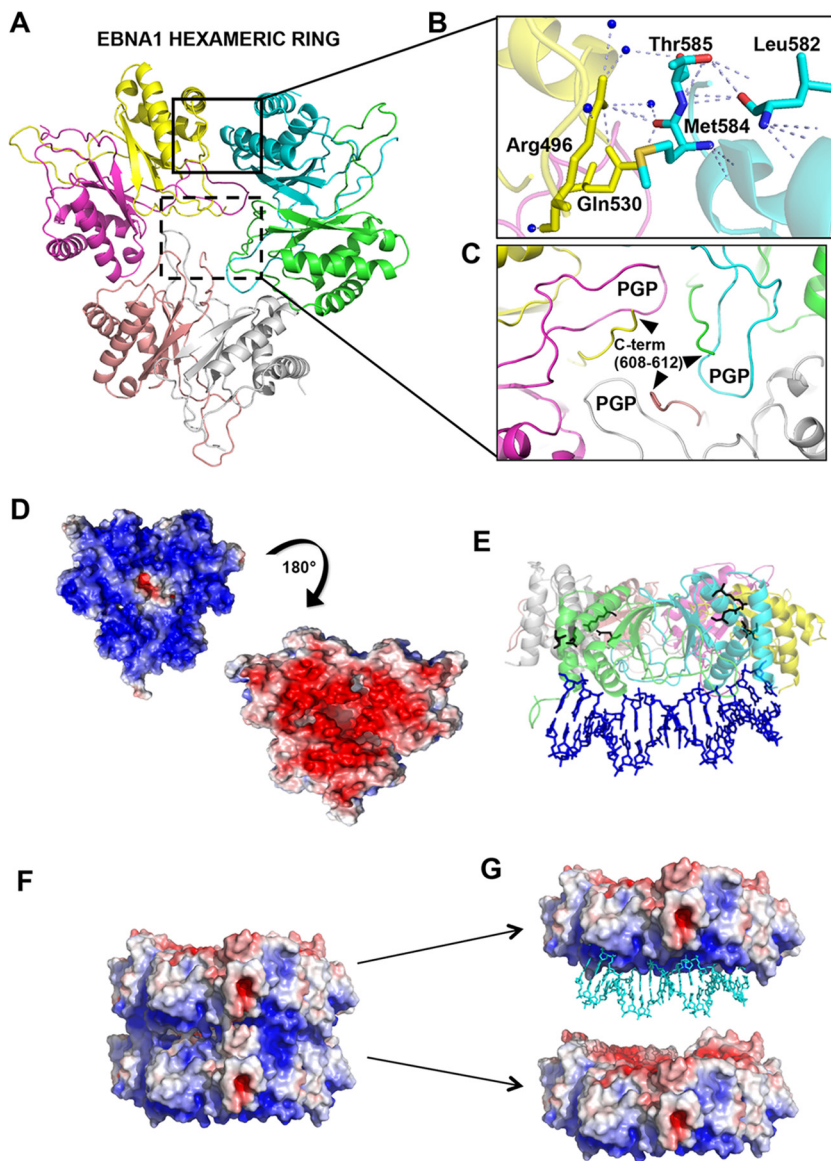 A
EBNA1 HEXAMERIC RING
B
Thr585
Leu582
Met584
Arg496
Gln530
C
PGP
C-term
(608-612)
PGP
PGP
D
180°
E
F
G